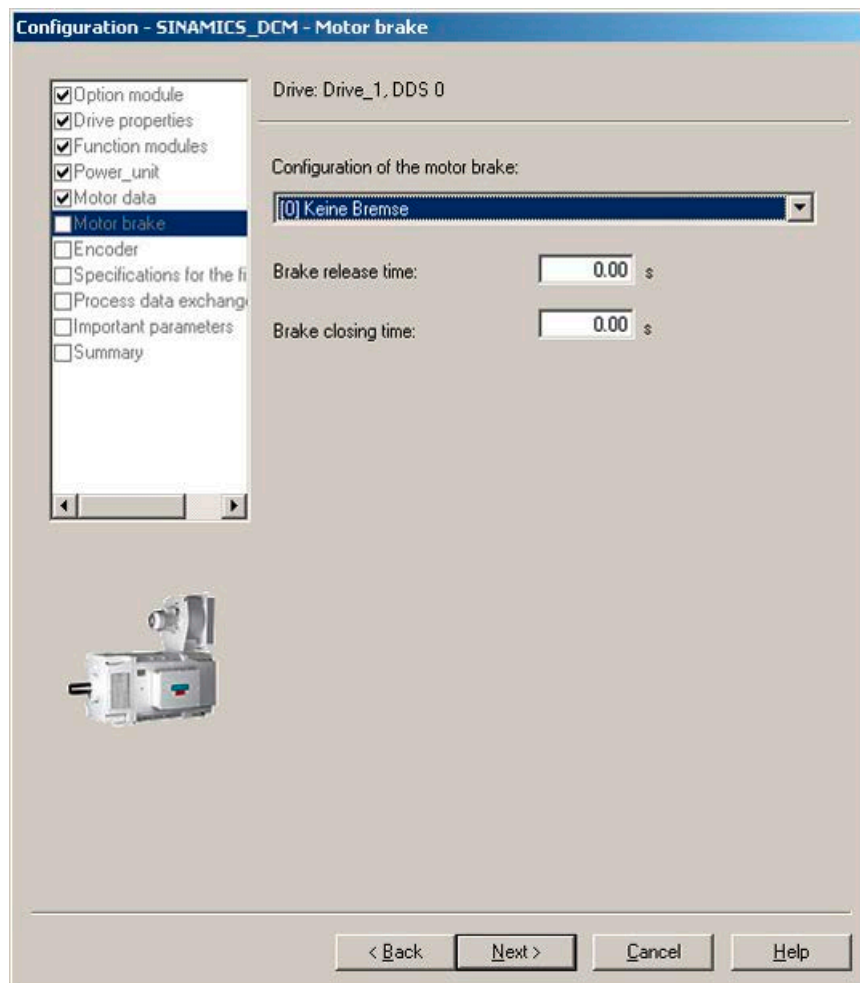 Configuration - SINAMICS_DCM - Motor brake
Option module
Drive properties
Function modules
Power_unit
Motor data
Motor brake
Encoder
Specifications for the fi
Process data exchang
Important parameters
Summary
Drive: Drive_1, DDS 0
Configuration of the motor brake:
[0] Keine Bremse
Brake release time: 0.00 s
Brake closing time: 0.00 s
< Back Next > Cancel Help